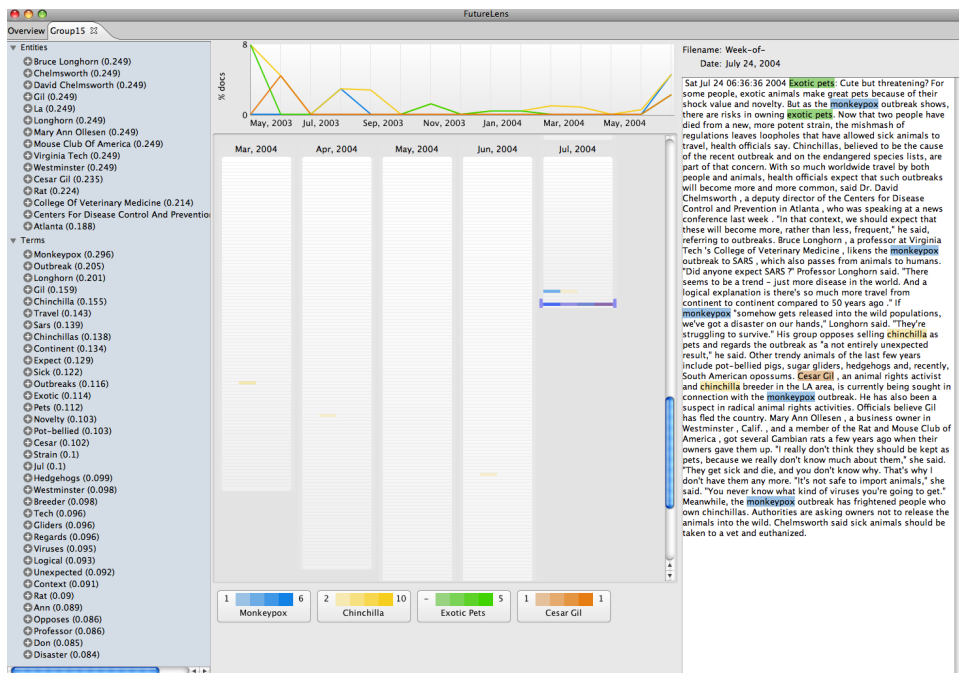 FutureLens
Overview Group15
Entities
Bruce Longhorn (0.249)
Chelmsworth (0.249)
David Chelmsworth (0.249)
Gil (0.249)
La (0.249)
Longhorn (0.249)
Mary Ann Ollesen (0.249)
Mouse Club Of America (0.249)
Virginia Tech (0.249)
Westminster (0.249)
Cesar Gil (0.235)
Rat (0.224)
College Of Veterinary Medicine (0.214)
Centers For Disease Control And Preventio
Atlanta (0.188)
Terms
Monkeypox (0.296)
Outbreak (0.205)
Longhorn (0.201)
Gil (0.159)
Chinchilla (0.155)
Travel (0.143)
Sars (0.139)
Chinchillas (0.138)
Continent (0.134)
Expect (0.129)
Sick (0.122)
Outbreaks (0.116)
Exotic (0.114)
Pets (0.112)
Novelty (0.103)
Pot-bellied (0.103)
Cesar (0.102)
Strain (0.1)
Jul (0.1)
Hedgehogs (0.099)
Westminster (0.098)
Breeder (0.098)
Tech (0.096)
Gliders (0.096)
Regards (0.096)
Viruses (0.095)
Logical (0.093)
Unexpected (0.092)
Context (0.091)
Rat (0.09)
Ann (0.089)
Opposes (0.086)
Professor (0.086)
Don (0.085)
Disaster (0.084)
8
% docs
0
May, 2003 Jul, 2003 Sep, 2003 Nov, 2003 Jan, 2004 Mar, 2004 May, 2004
Mar, 2004 Apr, 2004 May, 2004 Jun, 2004 Jul, 2004
1 6 2 10 - 5 1 1
Monkeypox Chinchilla Exotic Pets Cesar Gil
Filename: Week-of-
Date: July 24, 2004
Sat Jul 24 06:36:36 2004 Exotic pets: Cute but threatening? For
some people, exotic animals make great pets because of their
shock value and novelty. But as the monkeypox outbreak shows,
there are risks in owning exotic pets. Now that two people have
died from a new, more potent strain, the mishmash of
regulations leaves loopholes that have allowed sick animals to
travel, health officials say. Chinchillas, believed to be the cause
of the recent outbreak and on the endangered species lists, are
part of that concern. With so much worldwide travel by both
people and animals, health officials expect that such outbreaks
will become more and more common, said Dr. David
Chelmsworth , a deputy director of the Centers for Disease
Control and Prevention in Atlanta , who was speaking at a news
conference last week . "In that context, we should expect that
these will become more, rather than less, frequent," he said,
referring to outbreaks. Bruce Longhorn , a professor at Virginia
Tech 's College of Veterinary Medicine , likens the monkeypox
outbreak to SARS , which also passes from animals to humans.
"Did anyone expect SARS ?" Professor Longhorn said. "There
seems to be a trend – just more disease in the world. And a
logical explanation is there's so much more travel from
continent to continent compared to 50 years ago ." If
monkeypox "somehow gets released into the wild populations,
we've got a disaster on our hands," Longhorn said. "They're
struggling to survive." His group opposes selling chinchilla as
pets and regards the outbreak as "a not entirely unexpected
result," he said. Other trendy animals of the last few years
include pot-bellied pigs, sugar gliders, hedgehogs and, recently,
South American opossums. Cesar Gil , an animal rights activist
and chinchilla breeder in the LA area, is currently being sought in
connection with the monkeypox outbreak. He has also been a
suspect in radical animal rights activities. Officials believe Gil
has fled the country. Mary Ann Ollesen , a business owner in
Westminster , Calif. , and a member of the Rat and Mouse Club of
America , got several Gambian rats a few years ago when their
owners gave them up. "I really don't think they should be kept as
pets, because we really don't know much about them," she said.
"They get sick and die, and you don't know why. That's why I
don't have them any more. "It's not safe to import animals," she
said. "You never know what kind of viruses you're going to get."
Meanwhile, the monkeypox outbreak has frightened people who
own chinchillas. Authorities are asking owners not to release the
animals into the wild. Chelmsworth said sick animals should be
taken to a vet and euthanized.